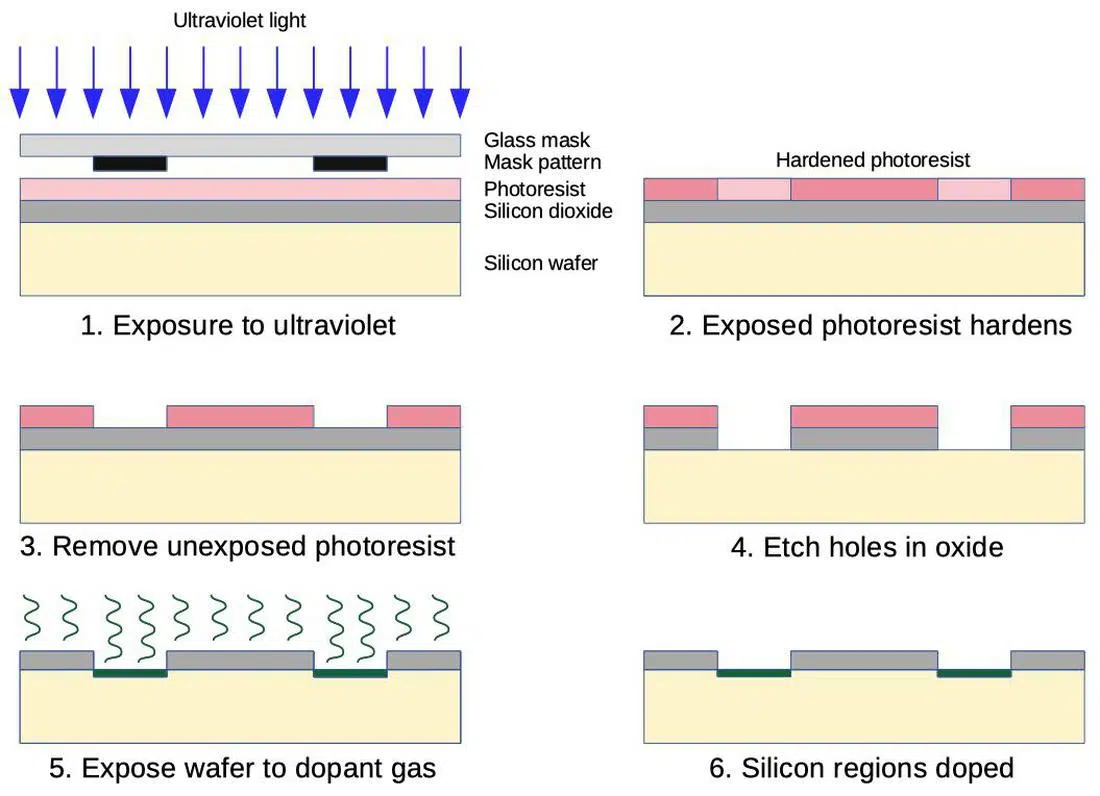 Ultraviolet light
Glass mask
Mask pattern
Photoresist
Silicon dioxide
Silicon wafer
1. Exposure to ultraviolet
Hardened photoresist
2. Exposed photoresist hardens
3. Remove unexposed photoresist
4. Etch holes in oxide
5. Expose wafer to dopant gas
6. Silicon regions doped